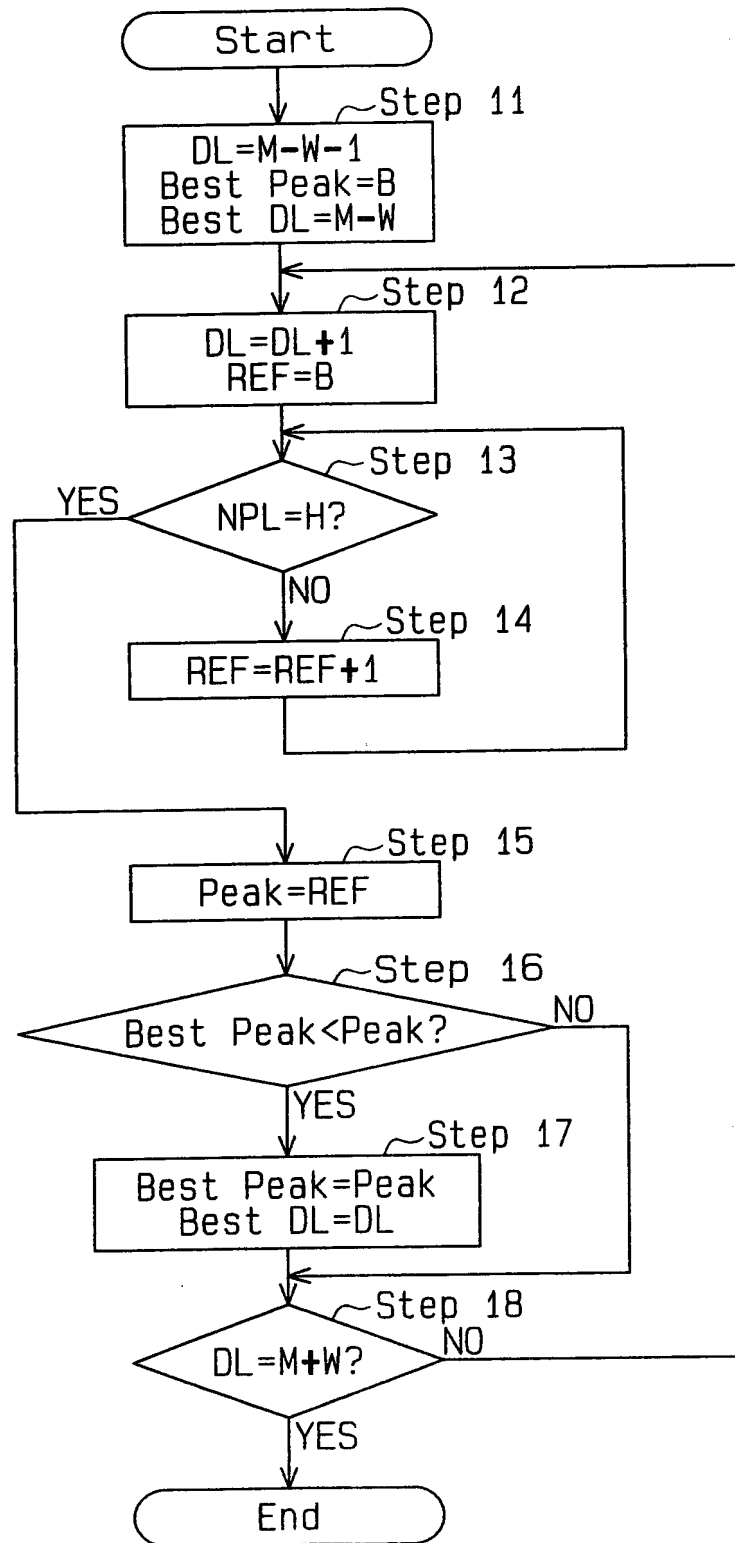 Start
Step 11
DL=M-W-1
Best Peak=B
Best DL=M-W
Step 12
DL=DL+1
REF=B
Step 13
YES
NPL=H?
NO
Step 14
REF=REF+1
Step 15
Peak=REF
Step 16
Best Peak<Peak?
NO
YES
Step 17
Best Peak=Peak
Best DL=DL
Step 18
DL=M+W?
NO
YES
End